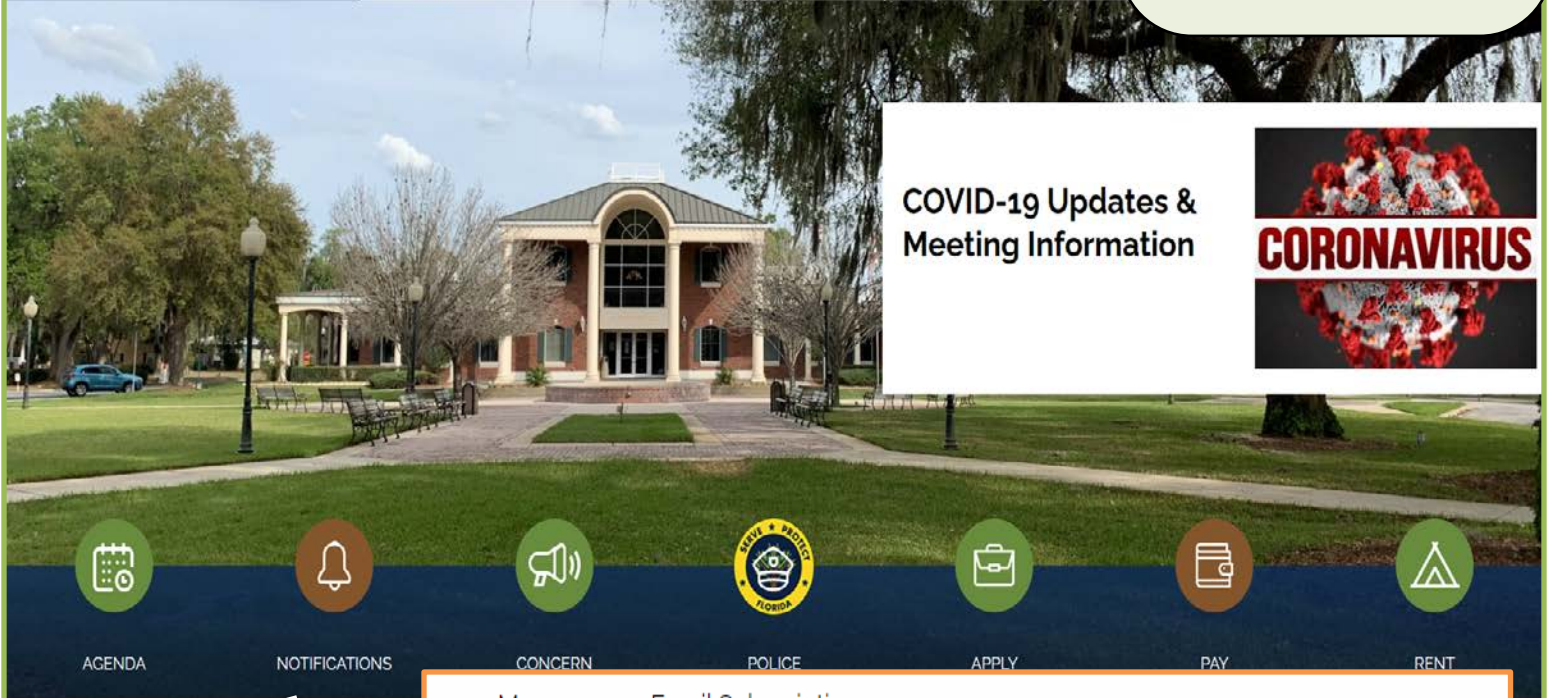 COVID-19 Updates &
Meeting Information
CORONAVIRUS
SERVE ★ PROTECT
FLORIDA
AGENDA
NOTIFICATIONS
CONCERN
POLICE
APPLY
PAY
RENT